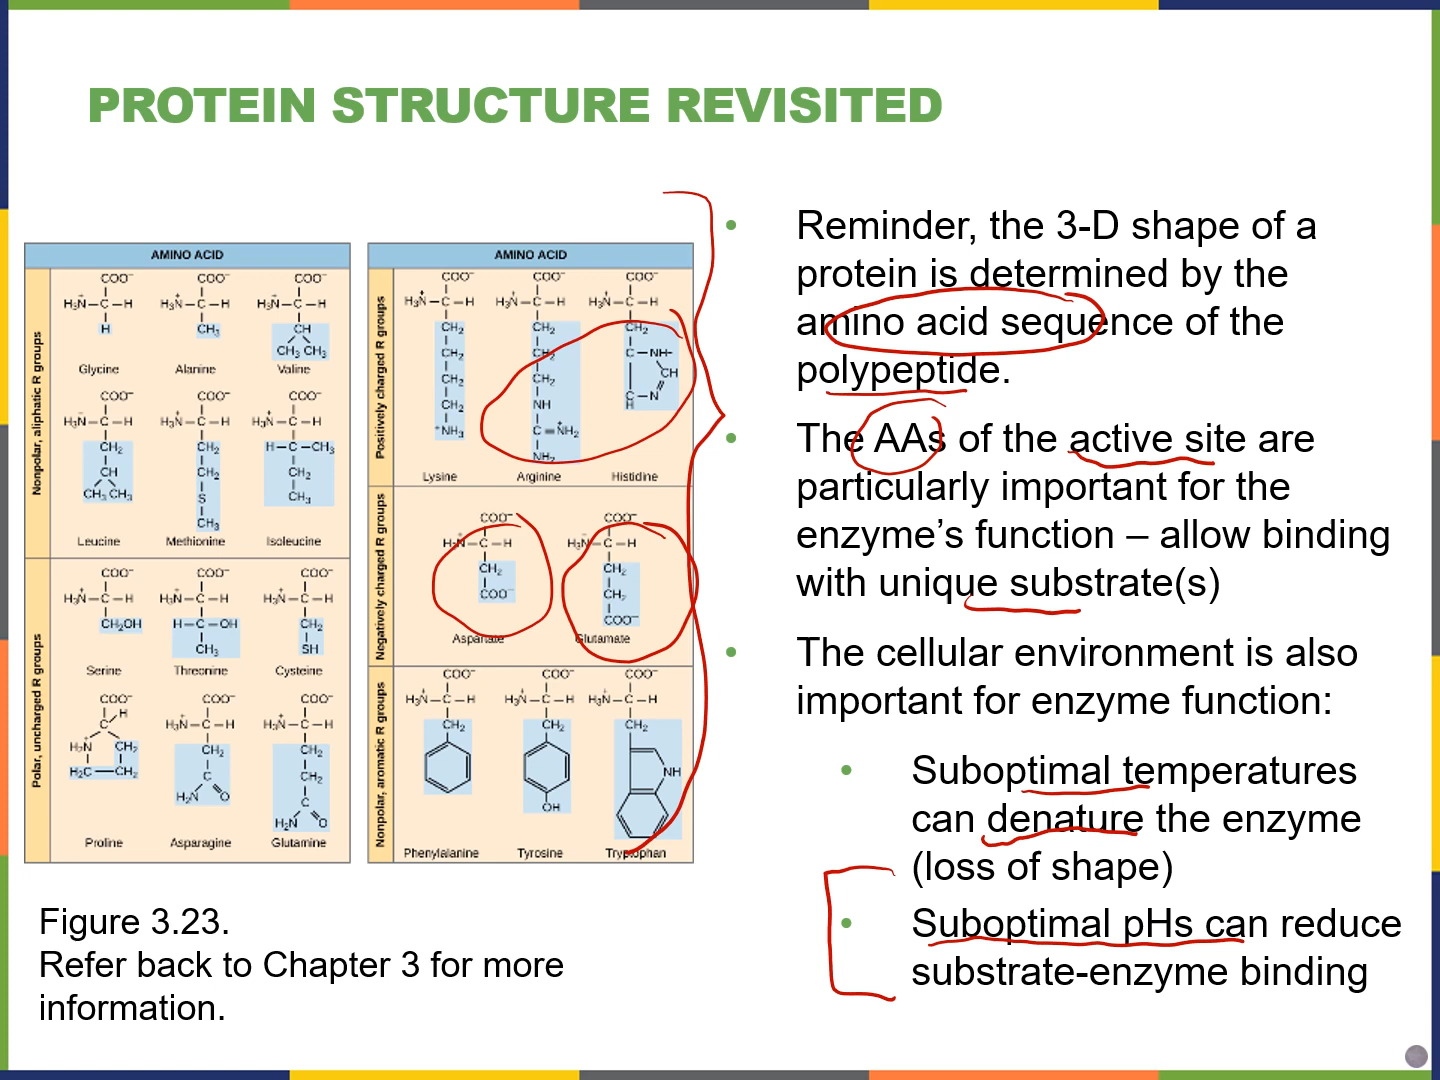 PROTEIN STRUCTURE REVISITED
AMINO ACID
Nonpolar, aliphatic R groups
COO⁻ COO⁻ COO⁻
H₃N–C–H H₃N–C–H H₃N–C–H
H CH₃ CH
CH₃ CH₃
Glycine Alanine Valine
COO⁻ COO⁻ COO⁻
H₃N–C–H H₃N–C–H H₃N–C–H
CH₂ CH₂ H–C–CH₃
CH CH₂ CH₂
CH₃ CH₃ S CH₃
CH₃
Leucine Methionine Isoleucine
Polar, uncharged R groups
COO⁻ COO⁻ COO⁻
H₃N–C–H H₃N–C–H H₃N–C–H
CH₂OH H–C–OH CH₂
CH₃ SH
Serine Threonine Cysteine
COO⁻ COO⁻ COO⁻
C H H₃N–C–H H₃N–C–H
H₂N CH₂ CH₂ CH₂
H₂C–CH₂ C CH₂
H₂N O C
H₂N O
Proline Asparagine Glutamine
AMINO ACID
Positively charged R groups
COO⁻ COO⁻ COO⁻
H₃N–C–H H₃N–C–H H₃N–C–H
CH₂ CH₂ CH₂
CH₂ CH₂ C–NH
CH₂ CH₂ CH
CH₂ NH C–N
⁺NH₃ C=NH₂ H
NH₂
Lysine Arginine Histidine
Negatively charged R groups
COO⁻ COO⁻
H₃N–C–H H₃N–C–H
CH₂ CH₂
COO⁻ CH₂
COO⁻
Aspartate Glutamate
Nonpolar, aromatic R groups
COO⁻ COO⁻ COO⁻
H₃N–C–H H₃N–C–H H₃N–C–H
CH₂ CH₂ CH₂
NH
OH
Phenylalanine Tyrosine Tryptophan
Figure 3.23.
Refer back to Chapter 3 for more
information.
• Reminder, the 3-D shape of a
protein is determined by the
amino acid sequence of the
polypeptide.
• The AAs of the active site are
particularly important for the
enzyme’s function – allow binding
with unique substrate(s)
• The cellular environment is also
important for enzyme function:
• Suboptimal temperatures
can denature the enzyme
(loss of shape)
• Suboptimal pHs can reduce
substrate-enzyme binding